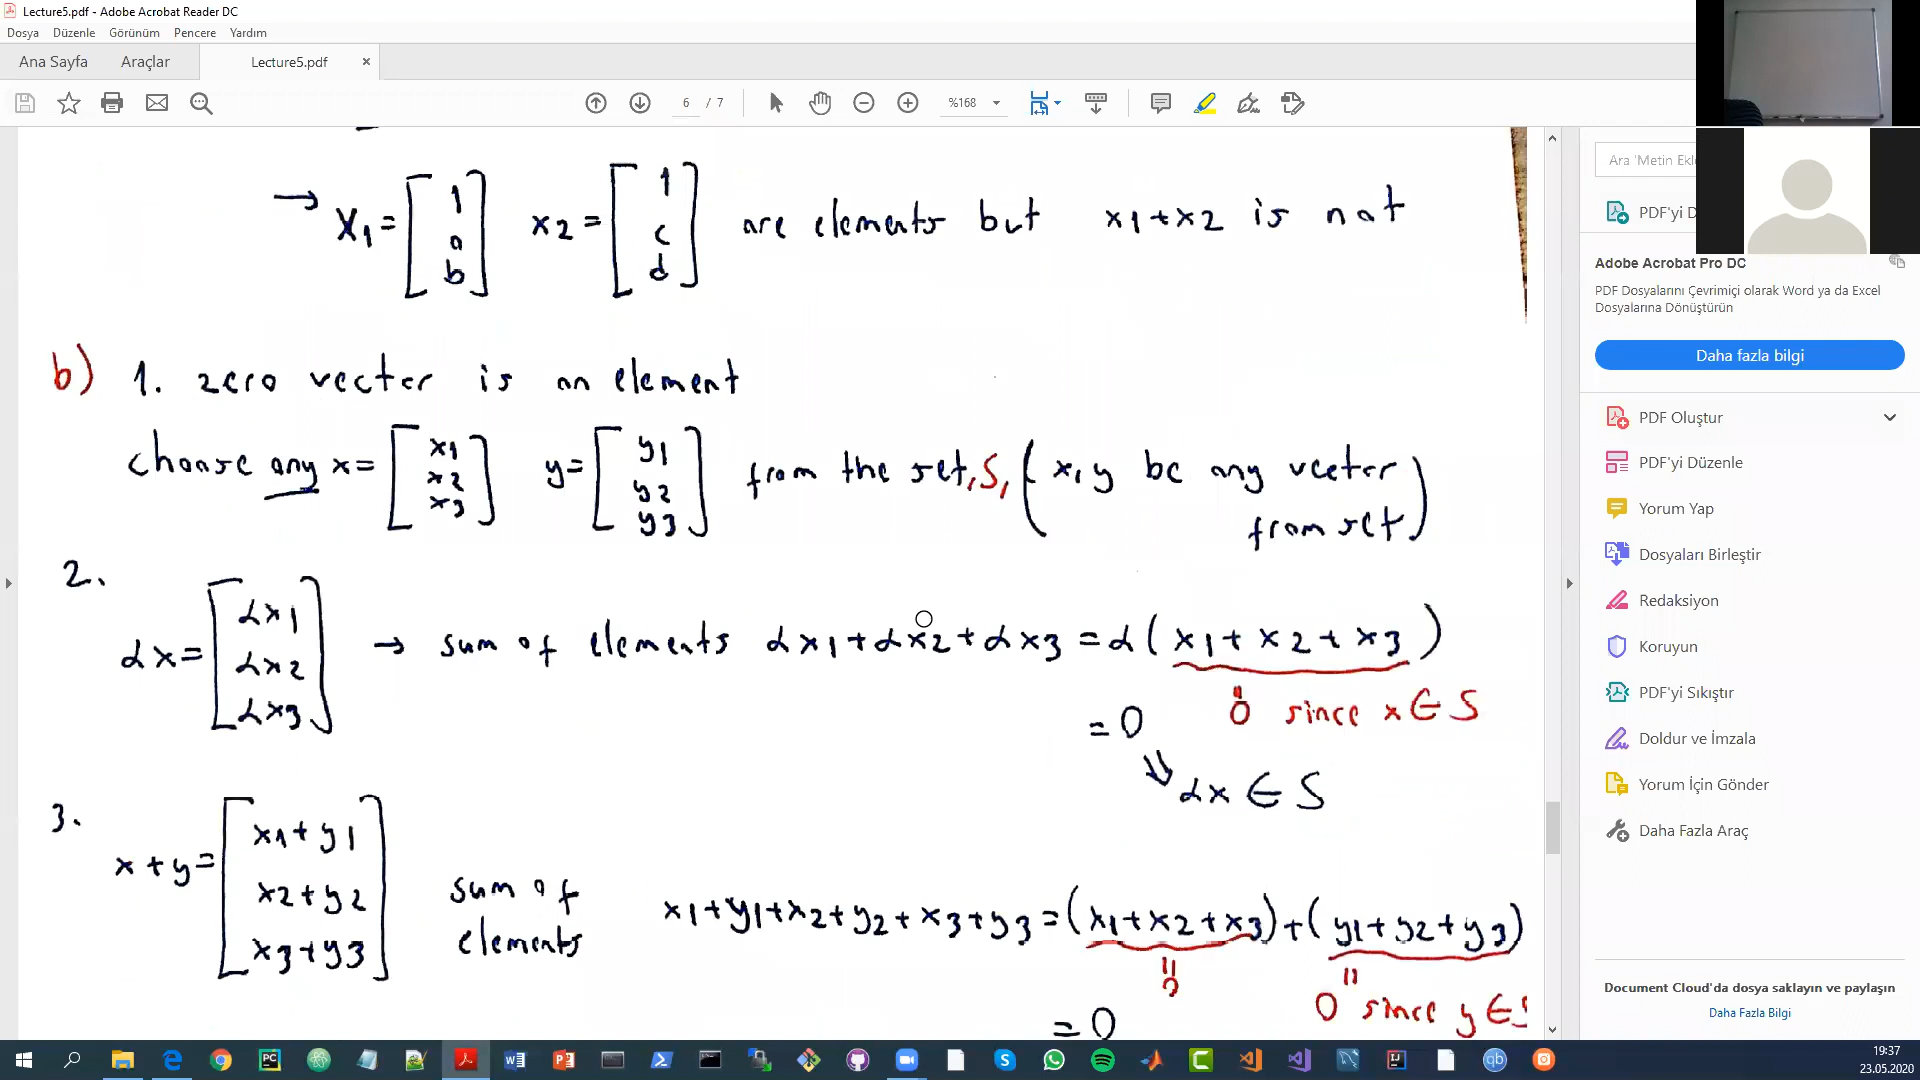 Lecture5.pdf - Adobe Acrobat Reader DC
Dosya Düzenle Görünüm Pencere Yardım
Ana Sayfa Araçlar Lecture5.pdf ×
6 / 7 %168
→ x1 = [1 a b] x2 = [1 c d] are elements but x1+x2 is not
b) 1. zero vector is an element
choose any x = [x1 x2 x3] y = [y1 y2 y3] from the set, S, (x, y be any vector
from set)
2.
αx = [αx1 αx2 αx3] → sum of elements αx1+αx2+αx3 = α(x1+x2+x3)
= 0
" 0 since x ∈ S
⇓ αx ∈ S
3.
x+y = [x1+y1 x2+y2 x3+y3] sum of
elements
x1+y1+x2+y2+x3+y3 = (x1+x2+x3)+(y1+y2+y3)
" 0
" 0 since y ∈ S
= 0
Ara 'Metin Ekl
PDF'yi D
Adobe Acrobat Pro DC
PDF Dosyalarını Çevrimiçi olarak Word ya da Excel
Dosyalarına Dönüştürün
Daha fazla bilgi
PDF Oluştur
PDF'yi Düzenle
Yorum Yap
Dosyaları Birleştir
Redaksiyon
Koruyun
PDF'yi Sıkıştır
Doldur ve İmzala
Yorum İçin Gönder
Daha Fazla Araç
Document Cloud'da dosya saklayın ve paylaşın
Daha Fazla Bilgi
PC
qb
19:37
23.05.2020